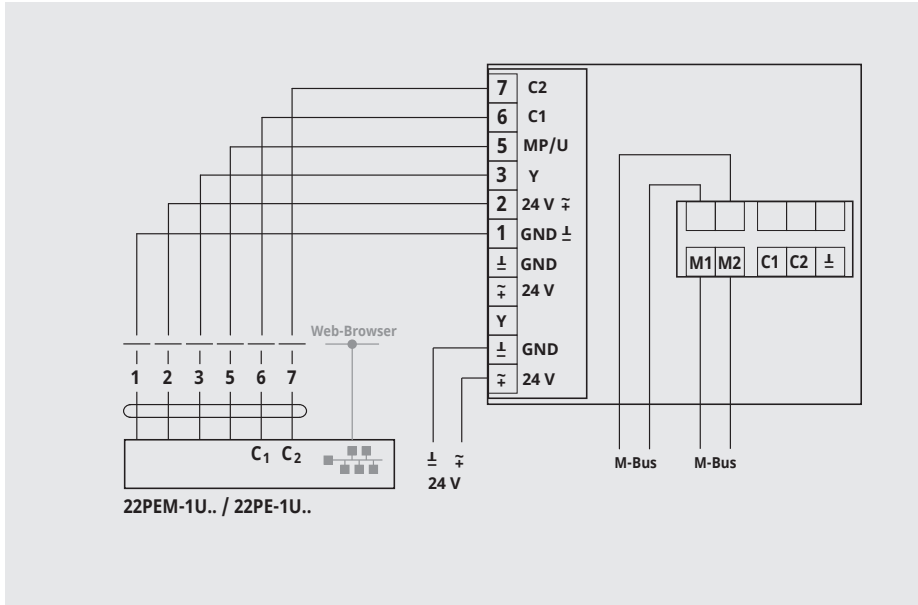 7 C2
6 C1
5 MP/U
3 Y
2 24 V ~+
1 GND ⊥
⊥ GND
~+ 24 V
Y
⊥ GND
~+ 24 V
M1 M2 C1 C2 ⊥
Web-Browser
1 2 3 5 6 7
C1 C2
⊥ ~+
24 V
M-Bus M-Bus
22PEM-1U.. / 22PE-1U..